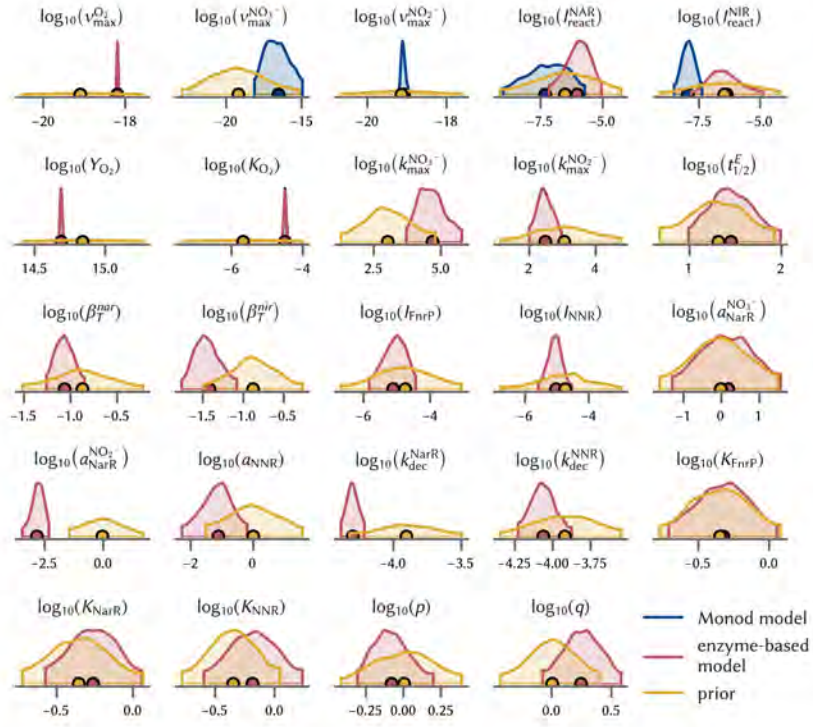 log₁₀(v_max^O₂) log₁₀(v_max^NO₃⁻) log₁₀(v_max^NO₂⁻) log₁₀(I_react^NAR) log₁₀(I_react^NIR)
−20 −18 −20 −15 −20 −18 −7.5 −5.0 −7.5 −5.0
log₁₀(Y_O₂) log₁₀(K_O₂) log₁₀(k_max^NO₃⁻) log₁₀(k_max^NO₂⁻) log₁₀(t_1/2^E)
14.5 15.0 −6 −4 2.5 5.0 2 4 1 2
log₁₀(β_T^nar) log₁₀(β_T^nir) log₁₀(I_FnrP) log₁₀(I_NNR) log₁₀(a_NarR^NO₃⁻)
−1.5 −1.0 −0.5 −1.5 −1.0 −0.5 −6 −4 −6 −4 −1 0 1
log₁₀(a_NarR^NO₂⁻) log₁₀(a_NNR) log₁₀(k_dec^NarR) log₁₀(k_dec^NNR) log₁₀(K_FnrP)
−2.5 0.0 −2 0 −4.0 −3.5 −4.25 −4.00 −3.75 −0.5 0.0
log₁₀(K_NarR) log₁₀(K_NNR) log₁₀(p) log₁₀(q)
−0.5 0.0 −0.5 0.0 −0.25 0.00 0.25 0.0 0.5
Monod model
enzyme-based
model
prior